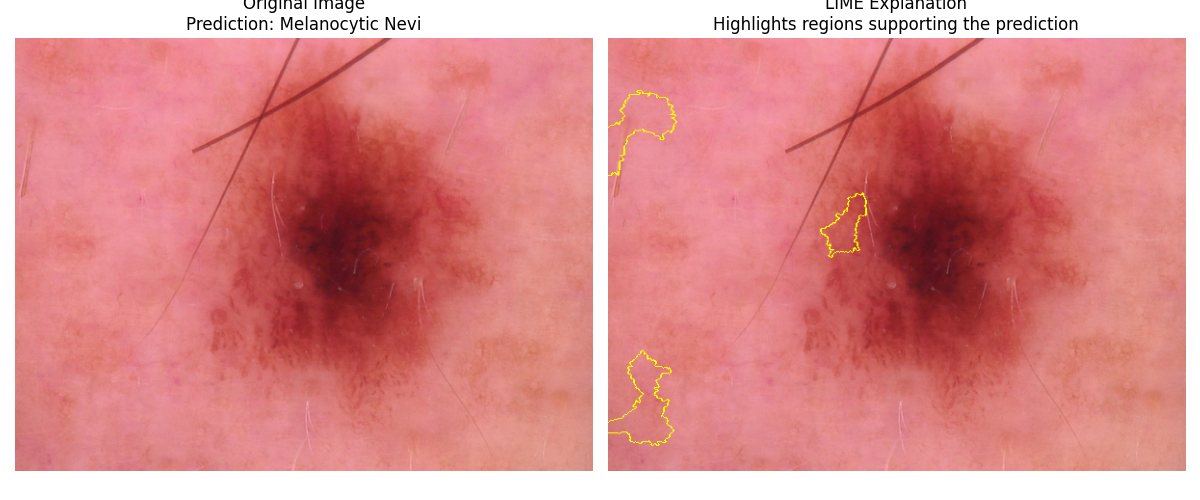 Original Image
Prediction: Melanocytic Nevi
LIME Explanation
Highlights regions supporting the prediction